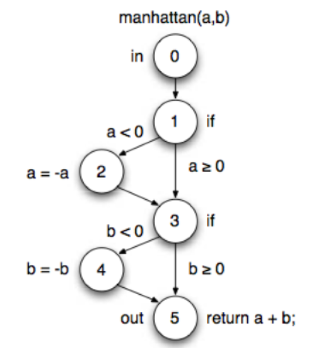 manhattan(a,b)
in 0
1 if
a < 0
a ≥ 0
a = -a 2
3 if
b < 0
b ≥ 0
b = -b 4
out 5 return a + b;